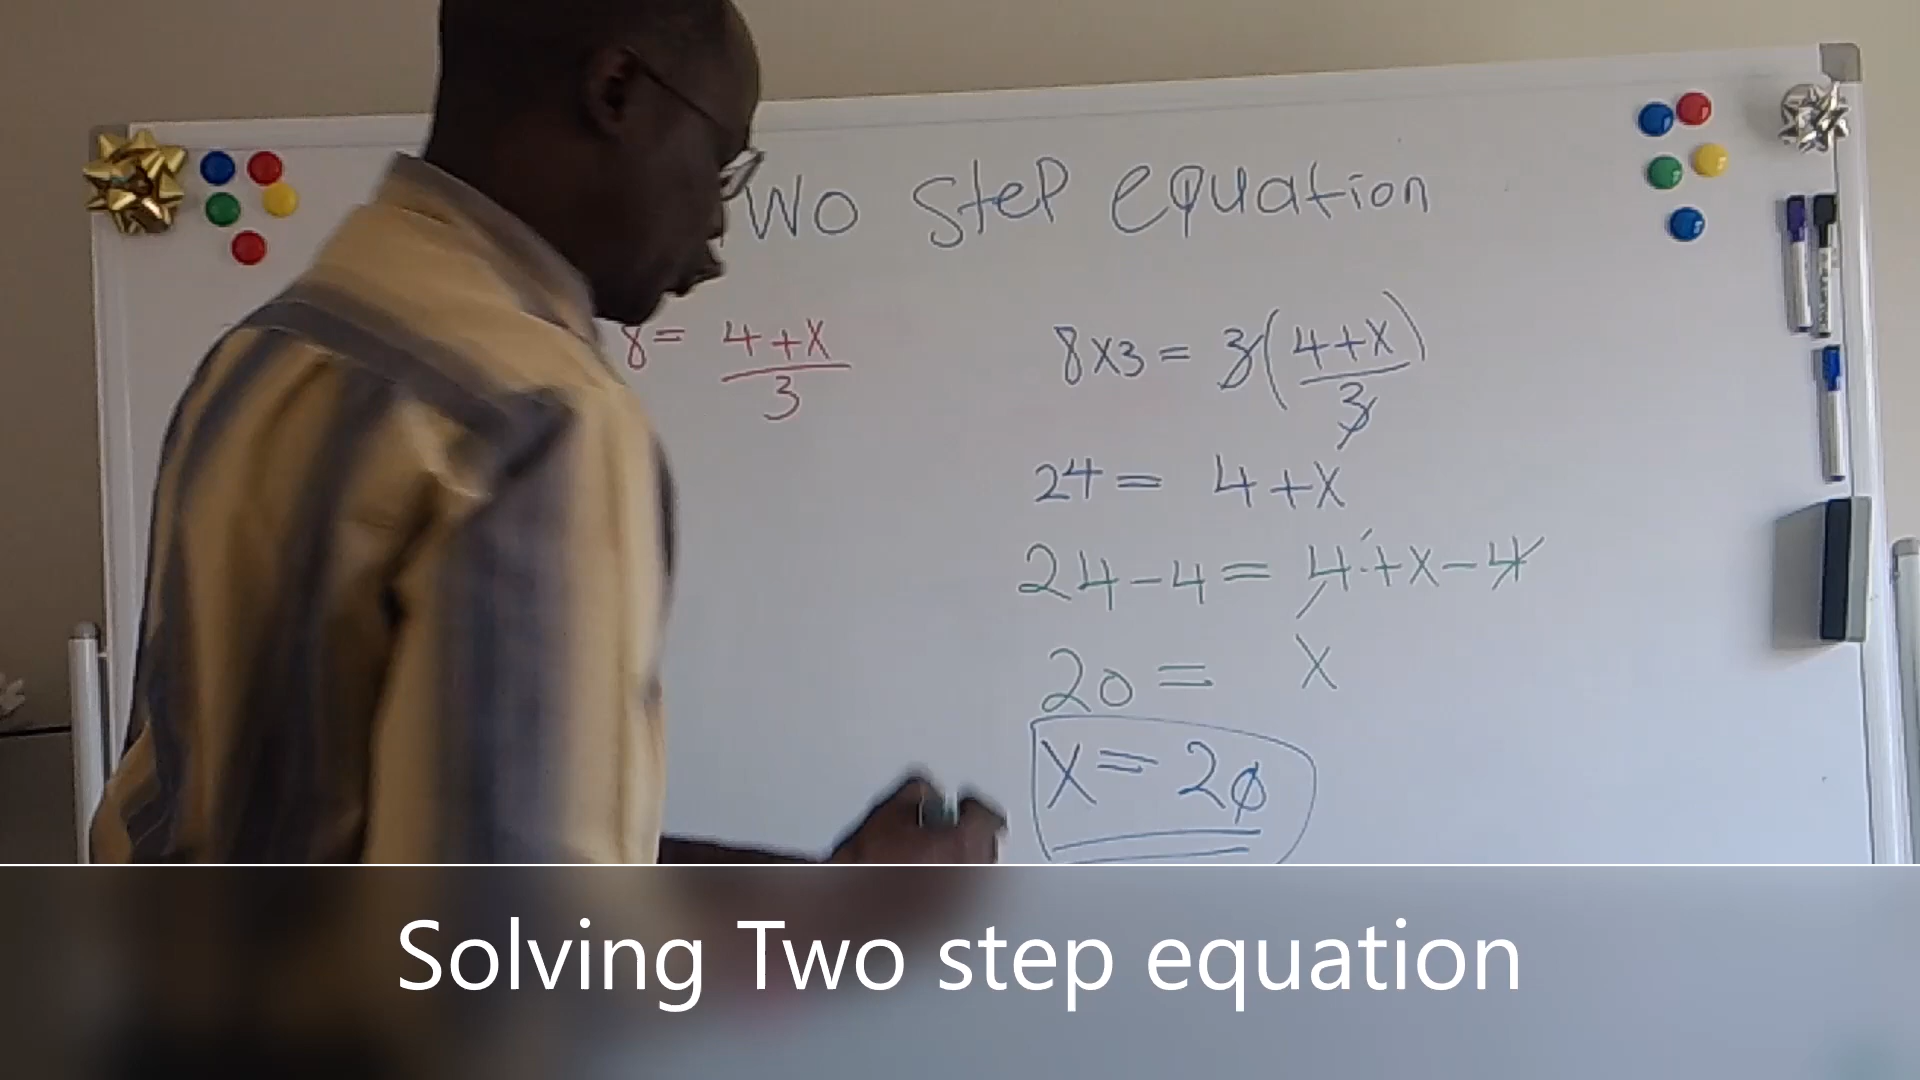 Two step equation
8 = 4+x
3
8x3 = 3(4+x)
3
24 = 4+x
24-4 = 4+x-4
20 = x
x = 20
Solving Two step equation